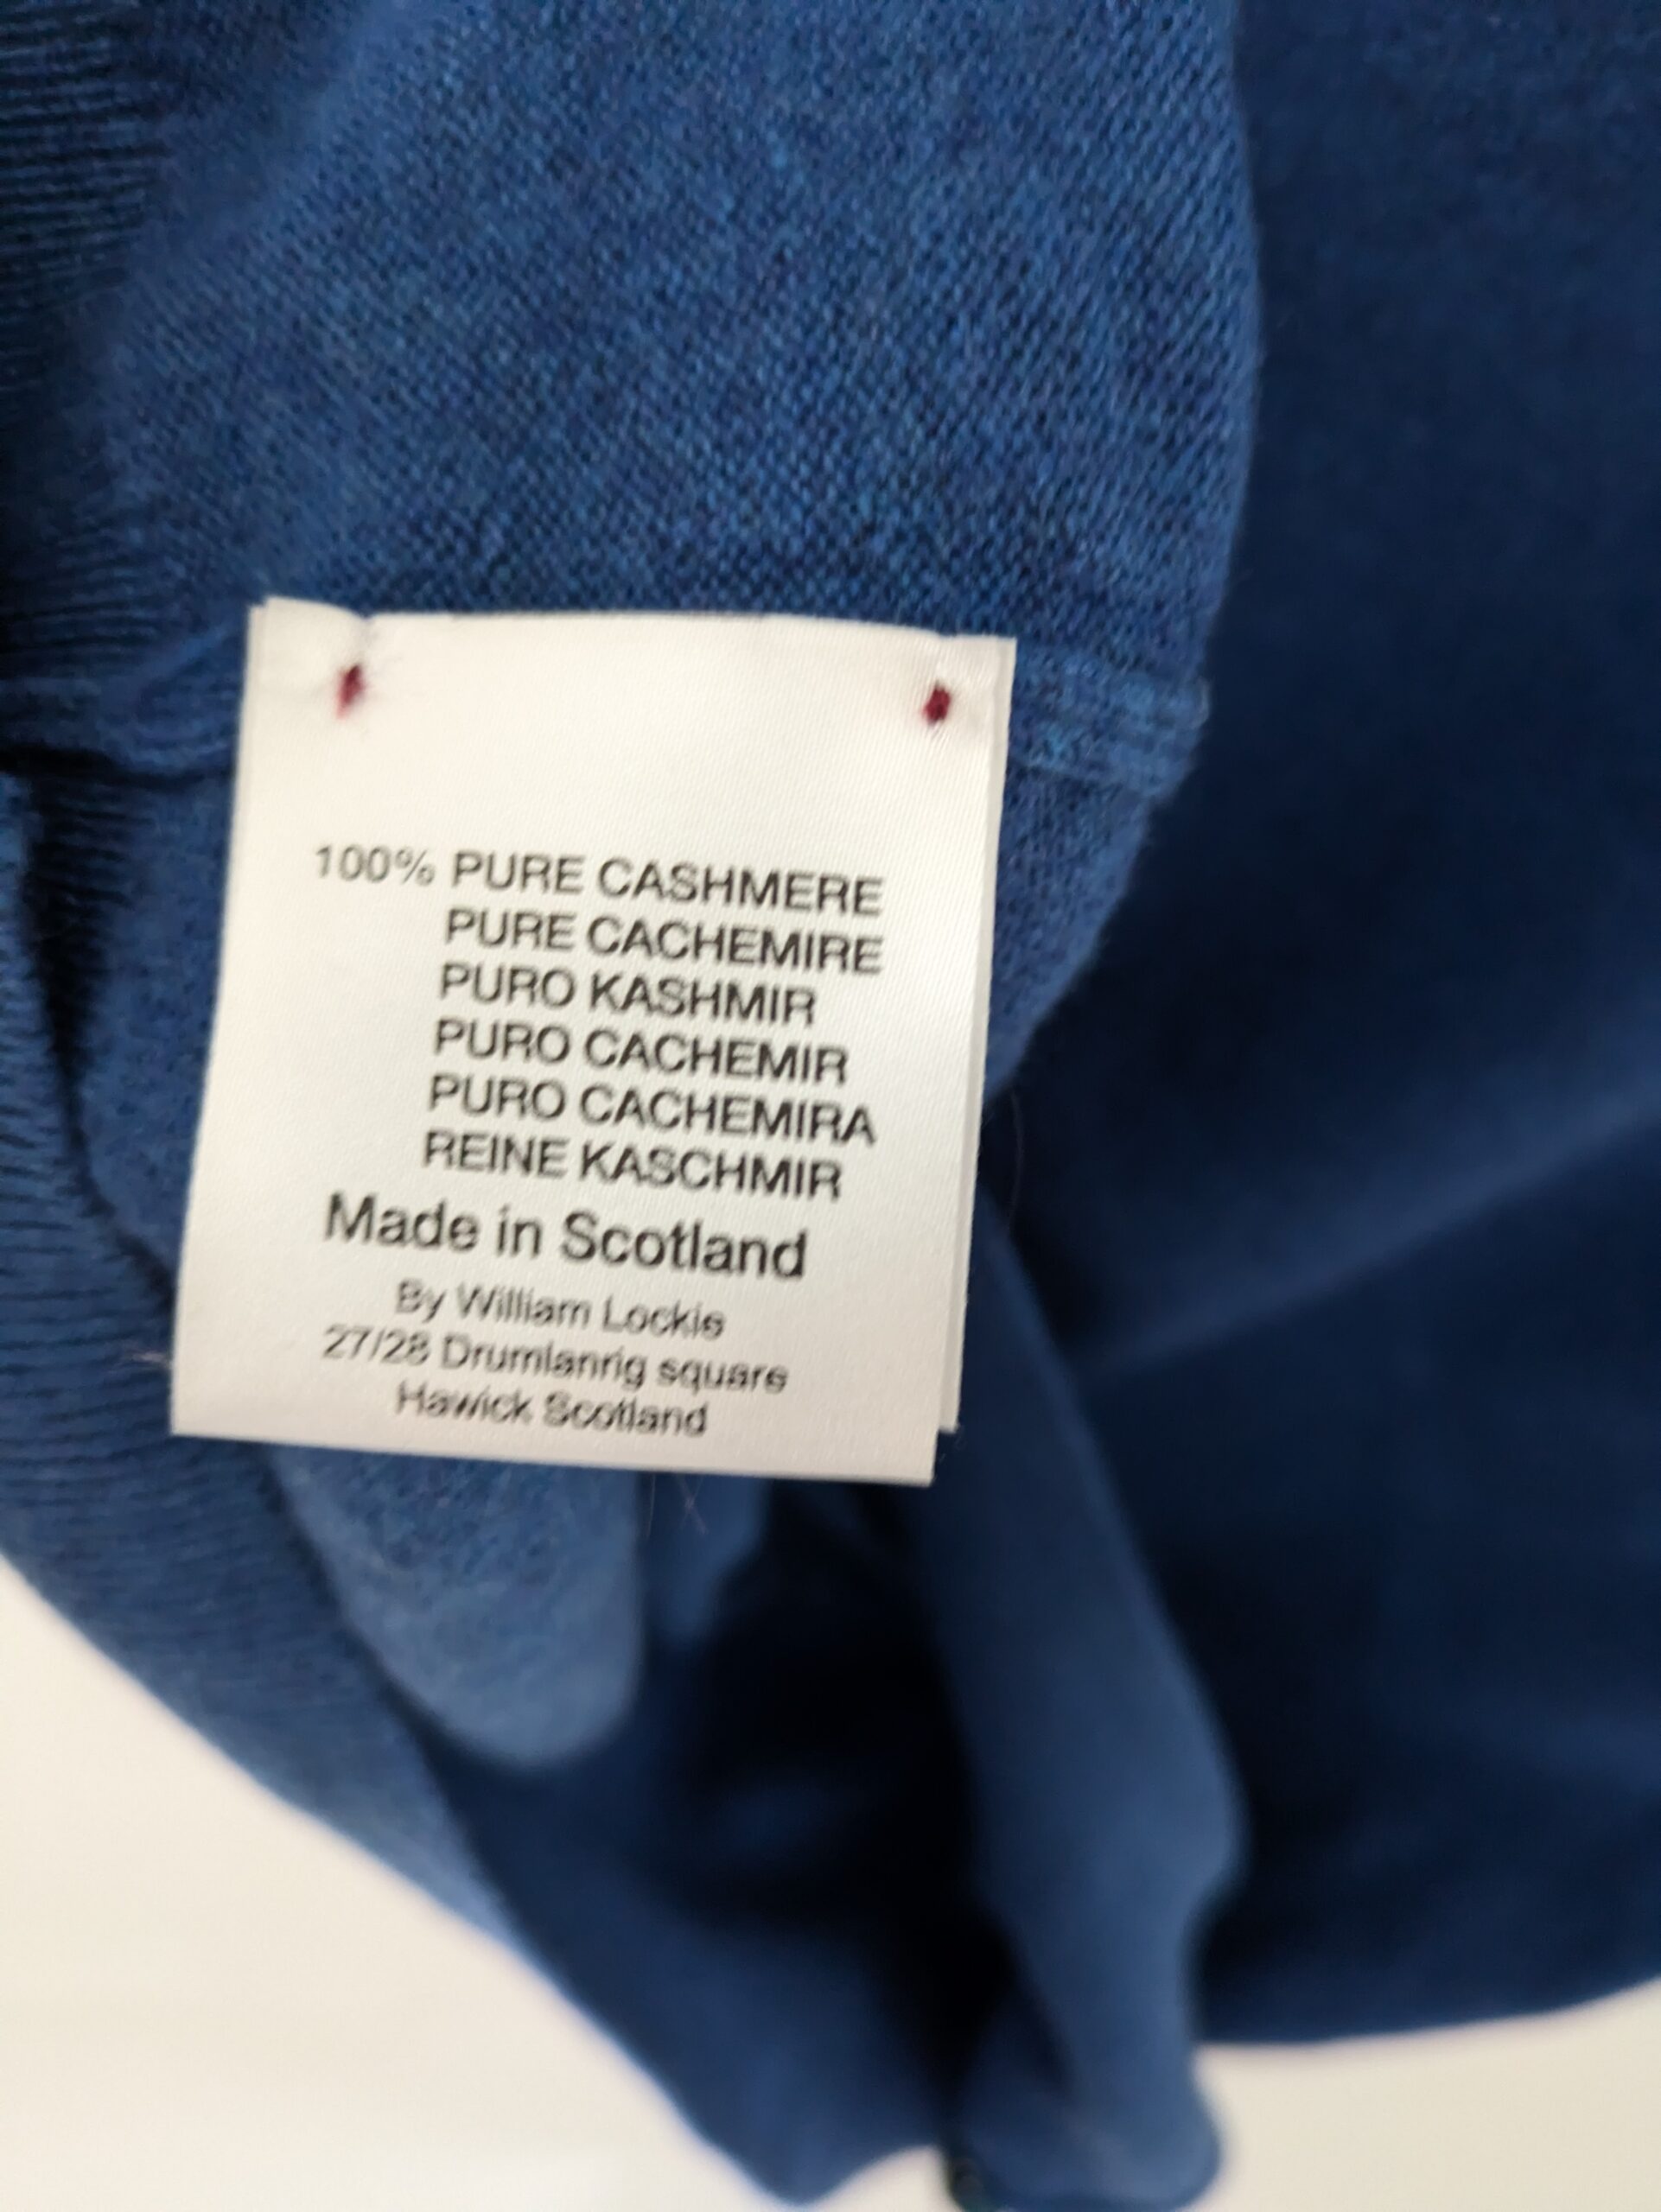 100% PURE CASHMERE
PURE CACHEMIRE
PURO KASHMIR
PURO CACHEMIR
PURO CACHEMIRA
REINE KASCHMIR
Made in Scotland
By William Lockie
27/28 Drumlanrig square
Hawick Scotland